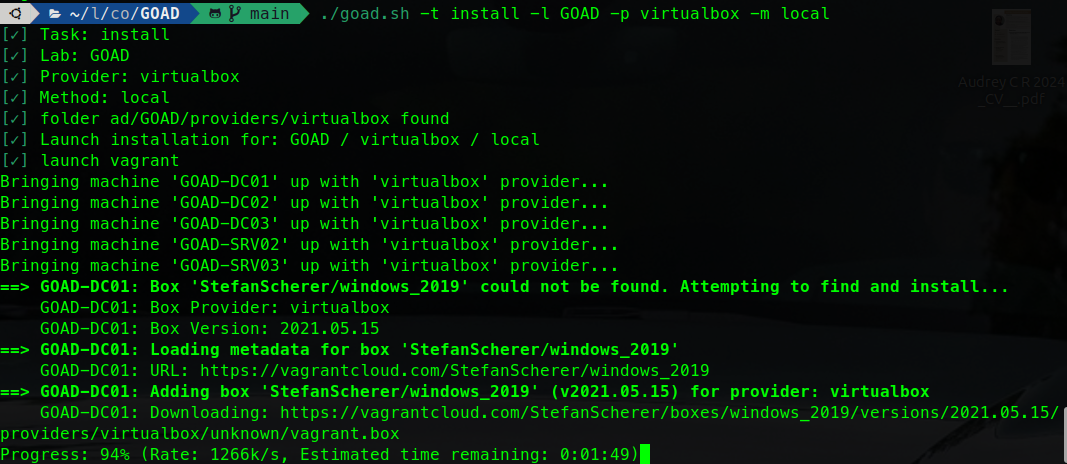 ~/l/co/GOAD main ./goad.sh -t install -l GOAD -p virtualbox -m local
[✓] Task: install
[✓] Lab: GOAD
[✓] Provider: virtualbox
[✓] Method: local
[✓] folder ad/GOAD/providers/virtualbox found
[✓] Launch installation for: GOAD / virtualbox / local
[✓] launch vagrant
Bringing machine 'GOAD-DC01' up with 'virtualbox' provider...
Bringing machine 'GOAD-DC02' up with 'virtualbox' provider...
Bringing machine 'GOAD-DC03' up with 'virtualbox' provider...
Bringing machine 'GOAD-SRV02' up with 'virtualbox' provider...
Bringing machine 'GOAD-SRV03' up with 'virtualbox' provider...
==> GOAD-DC01: Box 'StefanScherer/windows_2019' could not be found. Attempting to find and install...
    GOAD-DC01: Box Provider: virtualbox
    GOAD-DC01: Box Version: 2021.05.15
==> GOAD-DC01: Loading metadata for box 'StefanScherer/windows_2019'
    GOAD-DC01: URL: https://vagrantcloud.com/StefanScherer/windows_2019
==> GOAD-DC01: Adding box 'StefanScherer/windows_2019' (v2021.05.15) for provider: virtualbox
    GOAD-DC01: Downloading: https://vagrantcloud.com/StefanScherer/boxes/windows_2019/versions/2021.05.15/
providers/virtualbox/unknown/vagrant.box
Progress: 94% (Rate: 1266k/s, Estimated time remaining: 0:01:49)
Audrey C R 2024
_CV__.pdf